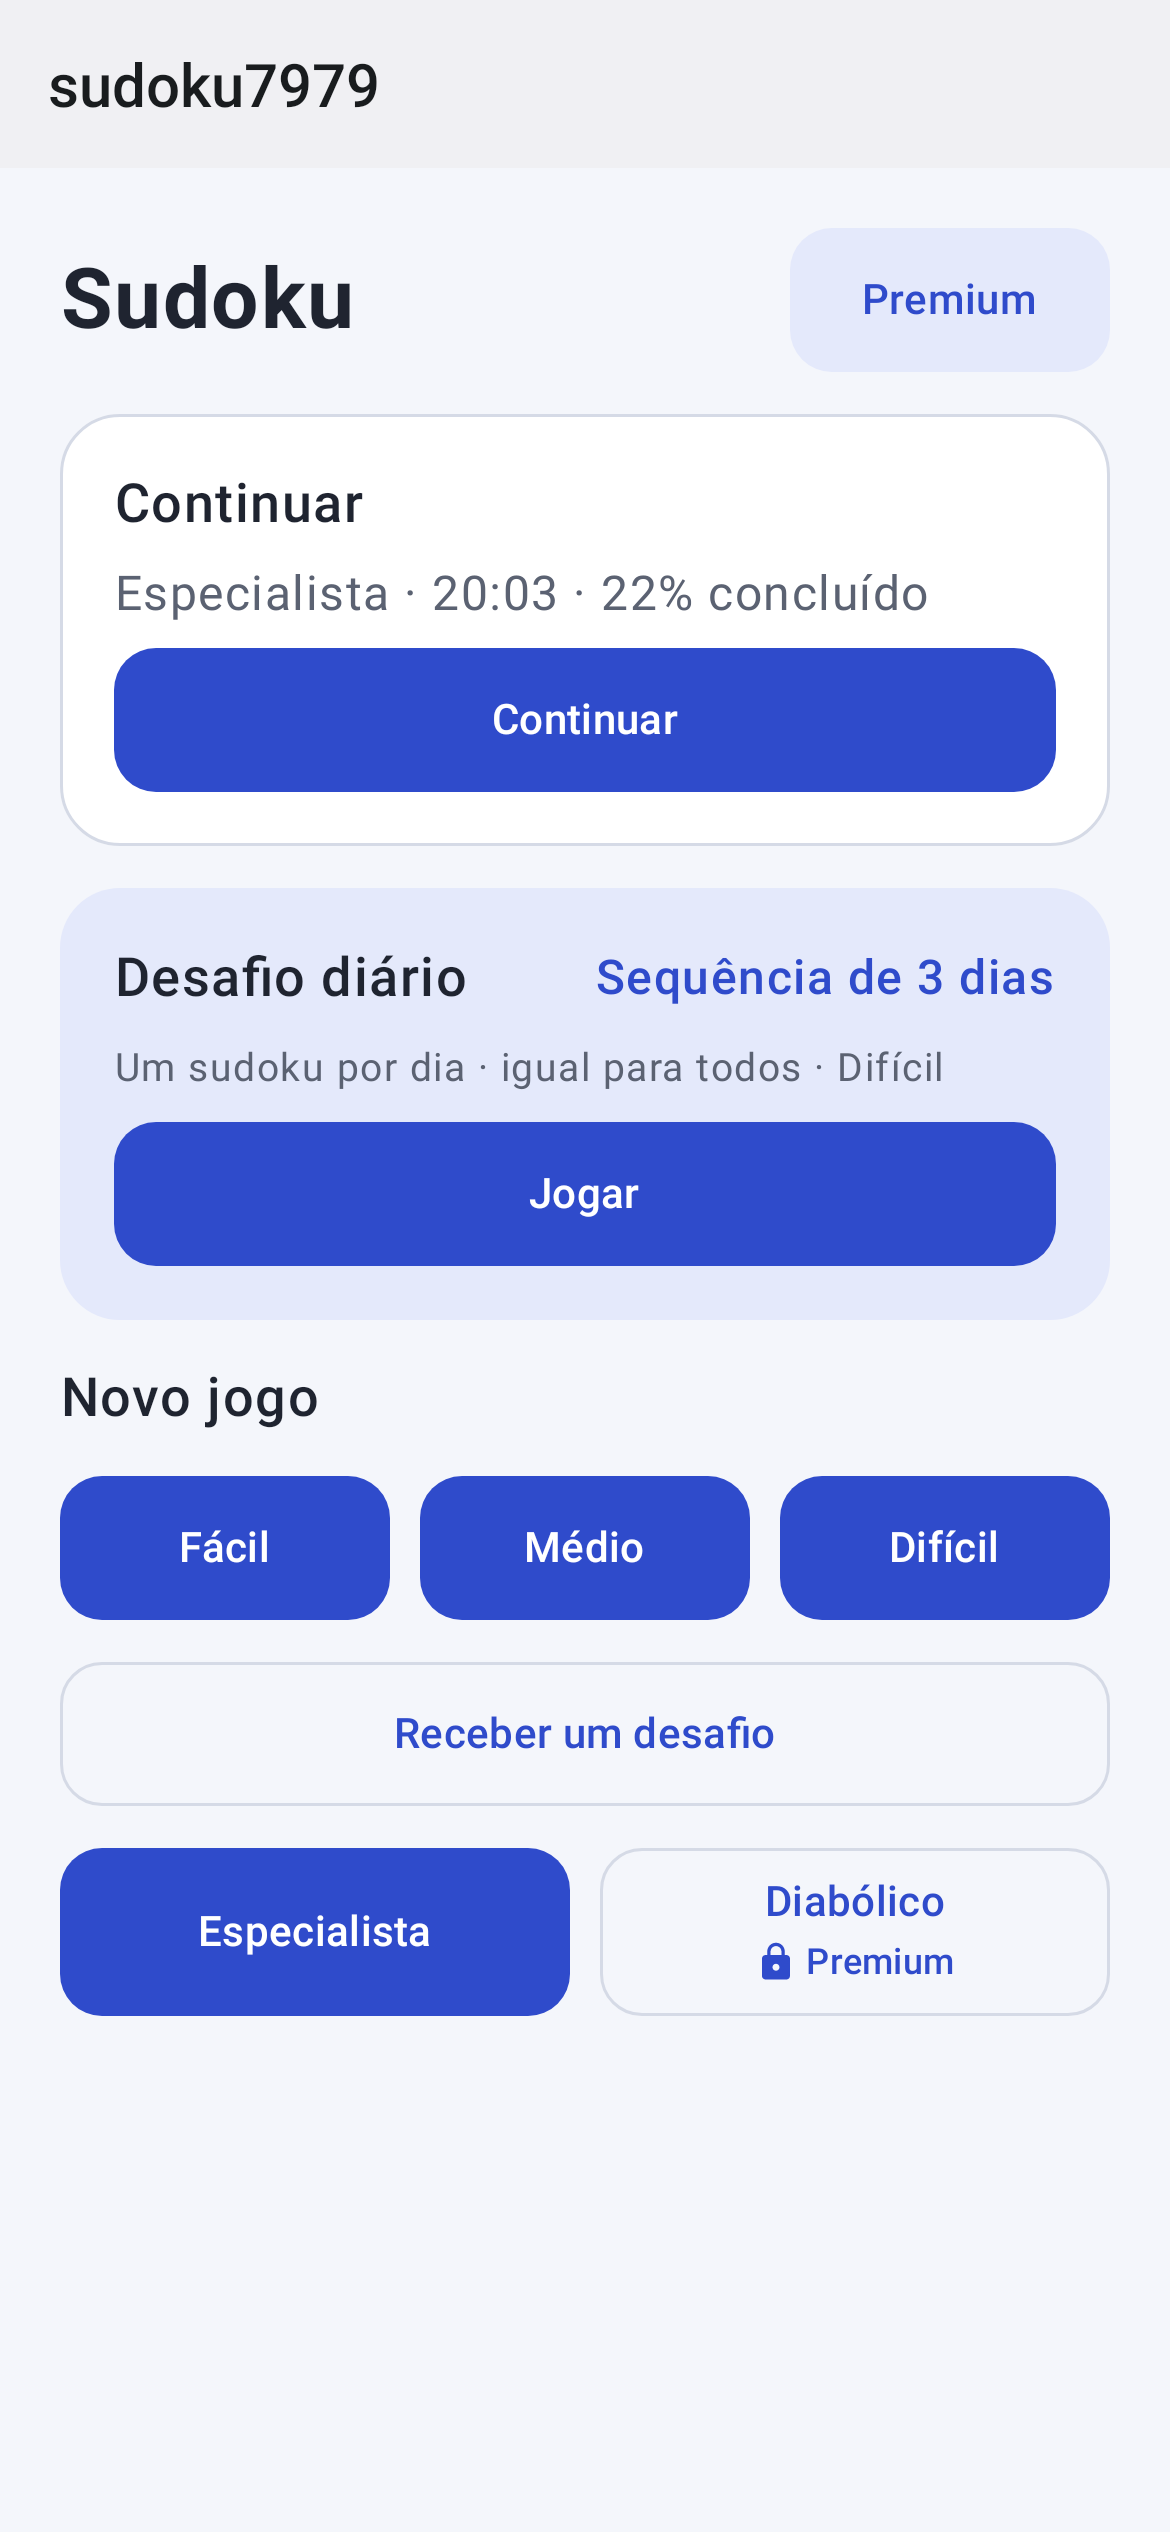 sudoku7979
Sudoku
Premium
Continuar
Especialista · 20:03 · 22% concluído
Continuar
Desafio diário
Sequência de 3 dias
Um sudoku por dia · igual para todos · Difícil
Jogar
Novo jogo
Fácil
Médio
Difícil
Receber um desafio
Especialista
Diabólico
Premium